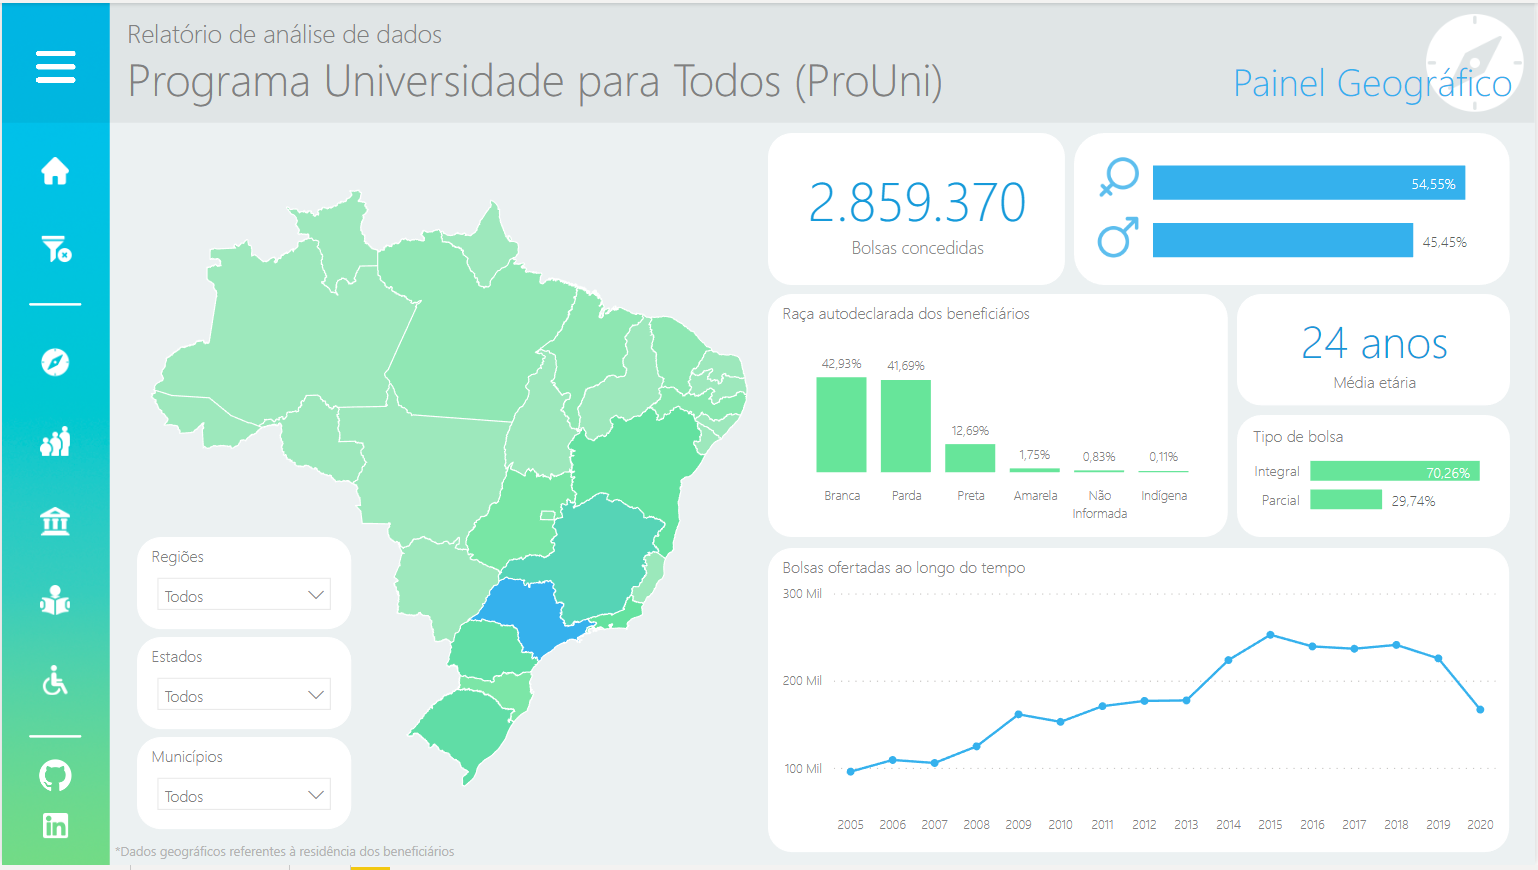 Relatório de análise de dados
Programa Universidade para Todos (ProUni)
Painel Geográfico
2.859.370
Bolsas concedidas
54,55%
45,45%
Raça autodeclarada dos beneficiários
42,93%
41,69%
12,69%
1,75%
0,83%
0,11%
Branca
Parda
Preta
Amarela
Não
Informada
Indígena
24 anos
Média etária
Tipo de bolsa
Integral
70,26%
Parcial
29,74%
Regiões
Todos
Estados
Todos
Municípios
Todos
Bolsas ofertadas ao longo do tempo
300 Mil
200 Mil
100 Mil
2005 2006 2007 2008 2009 2010 2011 2012 2013 2014 2015 2016 2017 2018 2019 2020
*Dados geográficos referentes à residência dos beneficiários
in